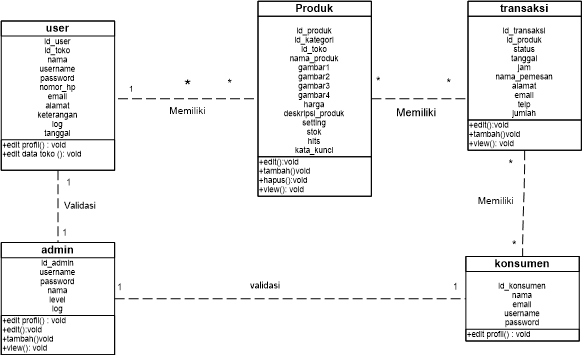 user
id_user
id_toko
nama
username
password
nomor_hp
email
alamat
keterangan
log
tanggal
+edit profil() : void
+edit data toko (): void
1
*
*
Memiliki
Produk
id_produk
id_kategori
id_toko
nama_produk
gambar1
gambar2
gambar3
gambar4
harga
deskripsi_produk
setting
stok
hits
kata_kunci
+edit():void
+tambah()void
+hapus():void
+view(): void
*
*
Memiliki
transaksi
id_transaksi
id_produk
status
tanggal
jam
nama_pemesan
alamat
email
telp
jumlah
+edit():void
+tambah()void
+view(): void
1
Validasi
1
*
Memiliki
*
admin
id_admin
username
password
nama
level
log
+edit profil() : void
+edit():void
+tambah()void
+view(): void
1
validasi
1
konsumen
id_konsumen
nama
email
username
password
+edit profil() : void